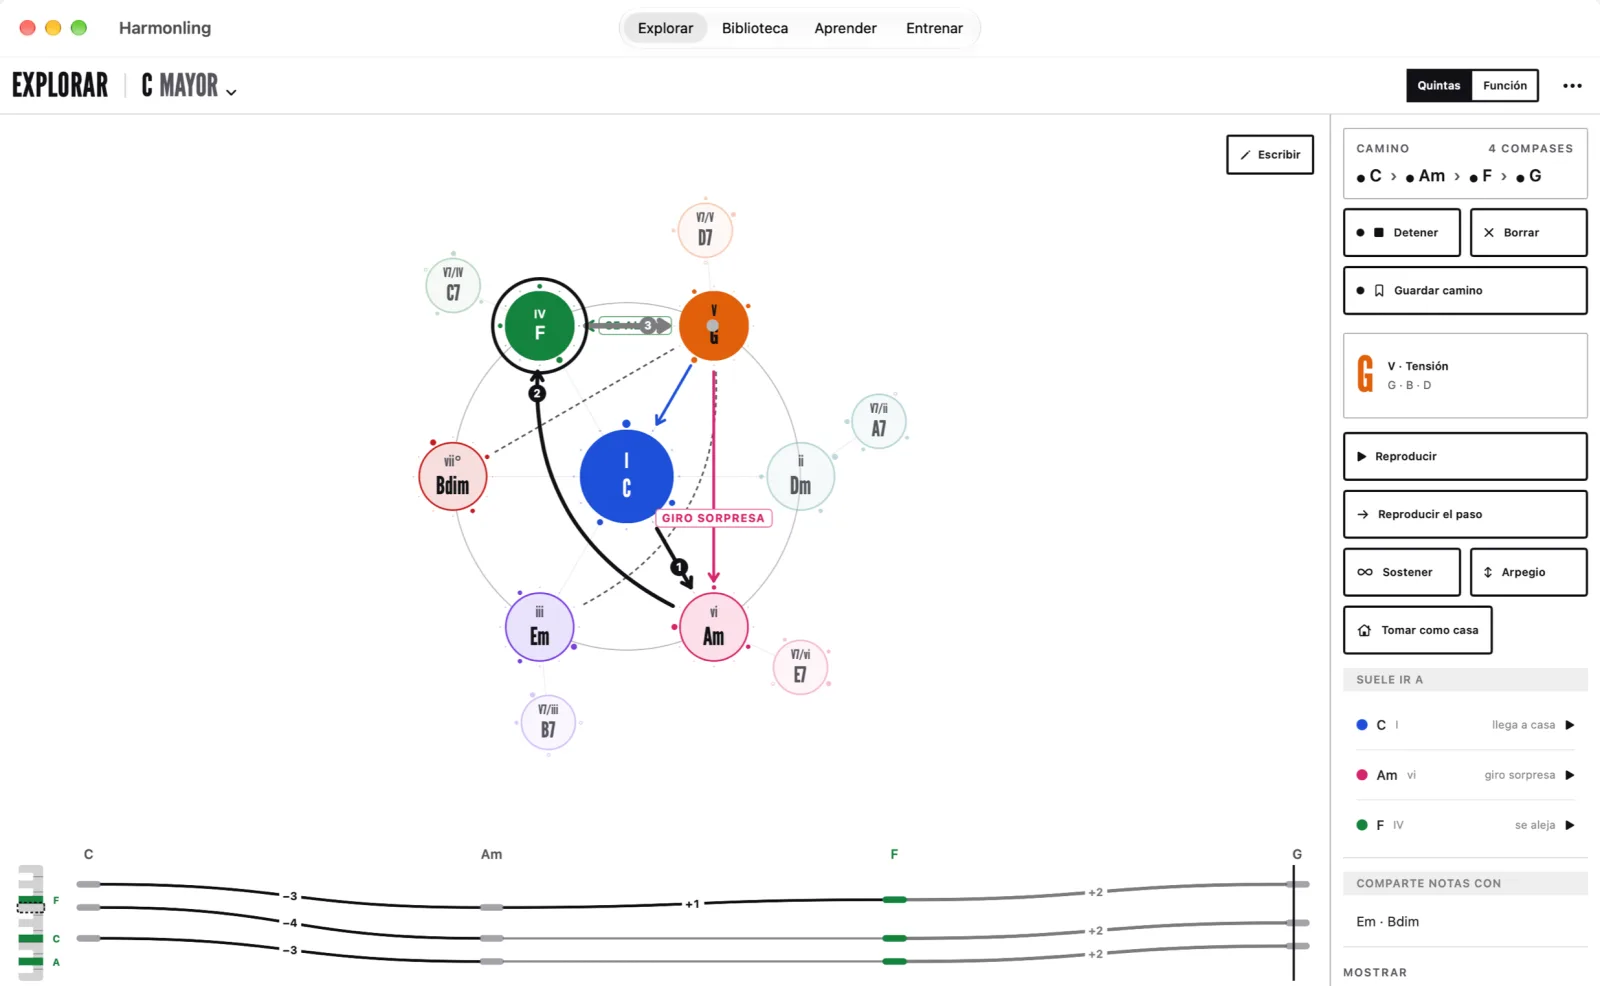 Harmonling
Explorar Biblioteca Aprender Entrenar
EXPLORAR C MAYOR
Quintas Función
Escribir
V7/V
D7
V7/IV
C7
IV
F
3
V
G
2
V7/ii
A7
vii°
Bdim
I
C
ii
Dm
GIRO SORPRESA
1
iii
Em
vi
Am
V7/vi
E7
V7/iii
B7
CAMINO 4 COMPASES
C › Am › F › G
Detener Borrar
Guardar camino
G
V · Tensión
G · B · D
Reproducir
Reproducir el paso
Sostener Arpegio
Tomar como casa
SUELE IR A
C I llega a casa
Am vi giro sorpresa
F IV se aleja
COMPARTE NOTAS CON
Em · Bdim
MOSTRAR
C Am F G
F
C
A
−3 +1 +2
−4 +2
−3 +2